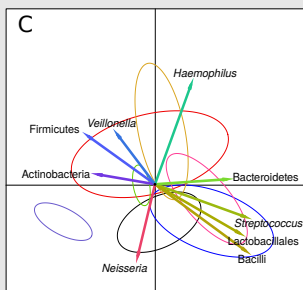 C
Haemophilus
Veillonella
Firmicutes
Actinobacteria
Bacteroidetes
Streptococcus
Lactobacillales
Bacilli
Neisseria